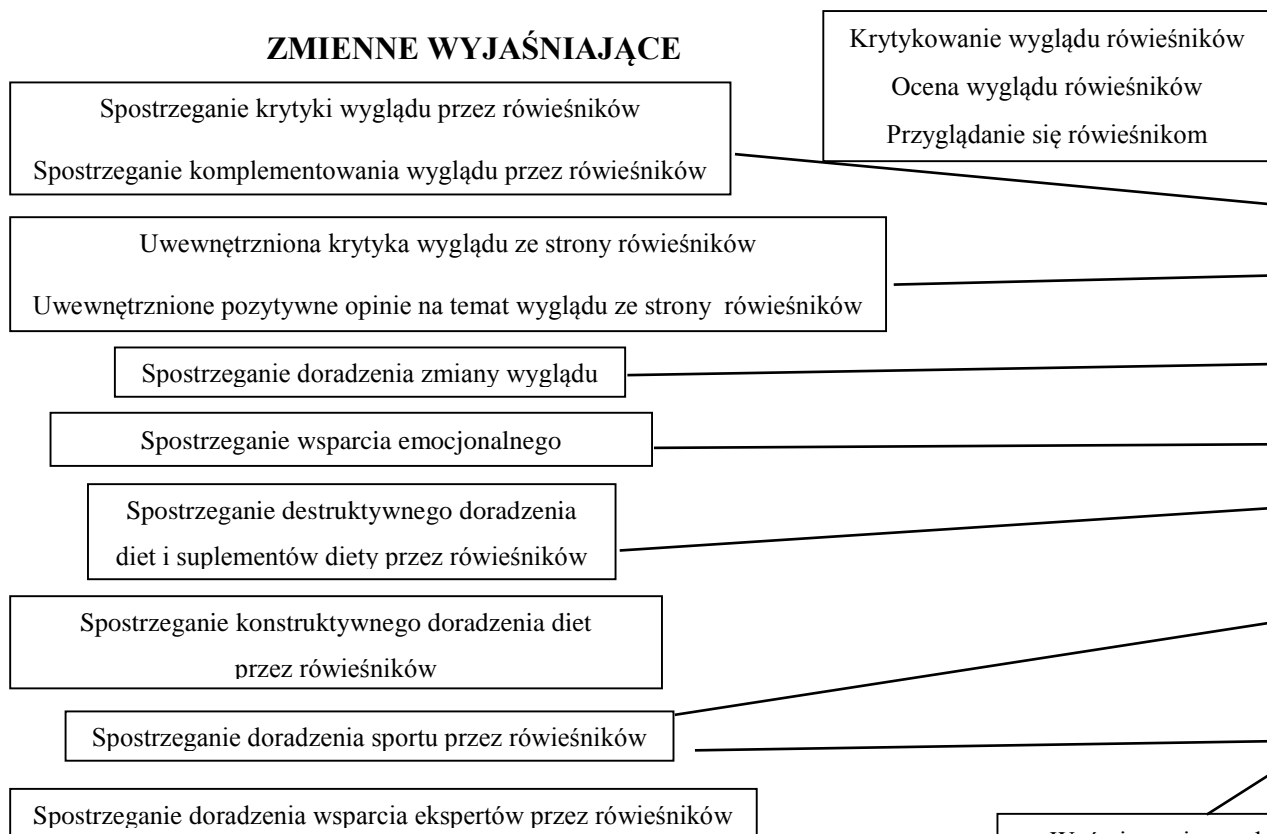 ZMIENNE WYJAŚNIAJĄCE
Krytykowanie wyglądu rówieśników
Ocena wyglądu rówieśników
Przyglądanie się rówieśnikom
Spostrzeganie krytyki wyglądu przez rówieśników
Spostrzeganie komplementowania wyglądu przez rówieśników
Uwewnętrzniona krytyka wyglądu ze strony rówieśników
Uwewnętrznione pozytywne opinie na temat wyglądu ze strony rówieśników
Spostrzeganie doradzenia zmiany wyglądu
Spostrzeganie wsparcia emocjonalnego
Spostrzeganie destruktywnego doradzenia
diet i suplementów diety przez rówieśników
Spostrzeganie konstruktywnego doradzenia diet
przez rówieśników
Spostrzeganie doradzenia sportu przez rówieśników
Spostrzeganie doradzenia wsparcia ekspertów przez rówieśników